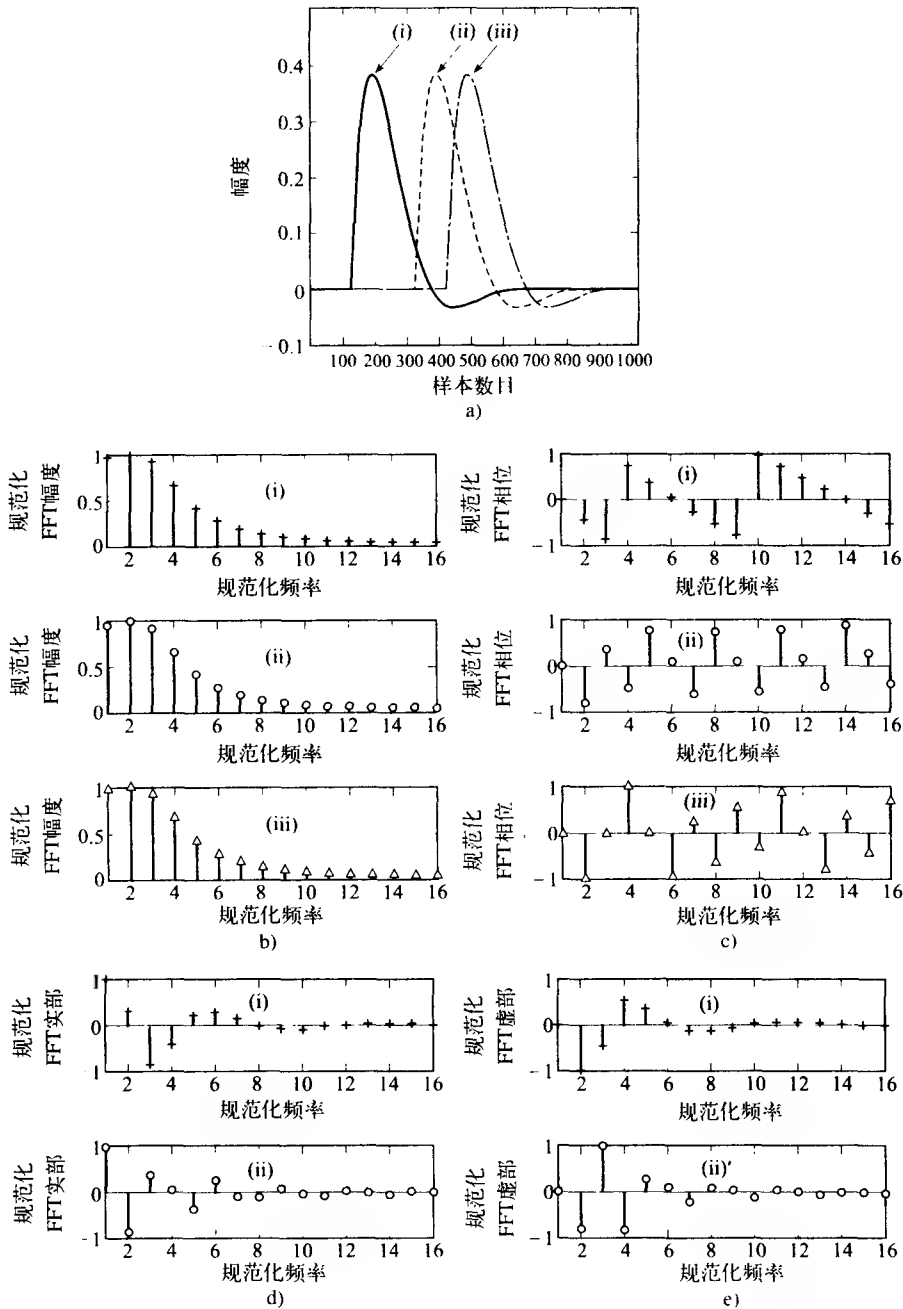 (i) (ii) (iii)
0.4
0.3
0.2
0.1
0
-0.1
幅度
100 200 300 400 500 600 700 800 900 1000
样本数目
a)
规范化
FFT幅度
1
0.5
0
(i)
2 4 6 8 10 12 14 16
规范化频率
规范化
FFT相位
1
0
-1
(i)
2 4 6 8 10 12 14 16
规范化频率
规范化
FFT幅度
1
0.5
0
(ii)
2 4 6 8 10 12 14 16
规范化频率
规范化
FFT相位
1
0
-1
(ii)
2 4 6 8 10 12 14 16
规范化频率
规范化
FFT幅度
1
0.5
0
(iii)
2 4 6 8 10 12 14 16
规范化频率
b)
规范化
FFT相位
1
0
-1
(iii)
2 4 6 8 10 12 14 16
规范化频率
c)
规范化
FFT实部
1
0
1
(i)
2 4 6 8 10 12 14 16
规范化频率
规范化
FFT虚部
1
0
-1
(i)
2 4 6 8 10 12 14 16
规范化频率
规范化
FFT实部
1
0
-1
(ii)
2 4 6 8 10 12 14 16
规范化频率
d)
规范化
FFT虚部
1
0
-1
(ii)'
2 4 6 8 10 12 14 16
规范化频率
e)